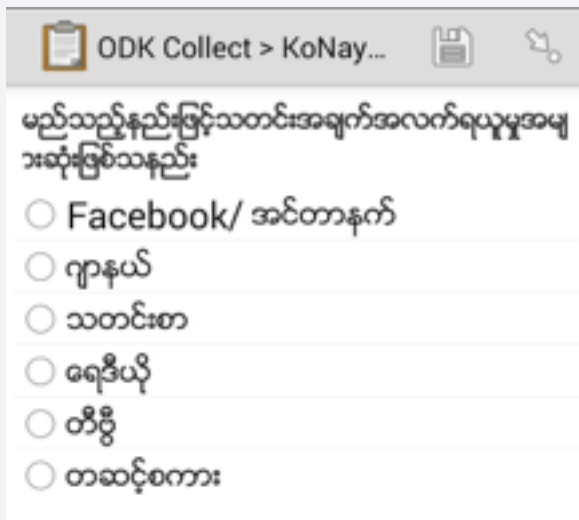 ODK Collect > KoNay...
မည်သည့်နည်းဖြင့်သတင်းအချက်အလက်ရယူမှုအမျ
ားဆုံးဖြစ်သနည်း
Facebook/ အင်တာနက်
ဂျာနယ်
သတင်းစာ
ရေဒီယို
တီဗွီ
တဆင့်စကား